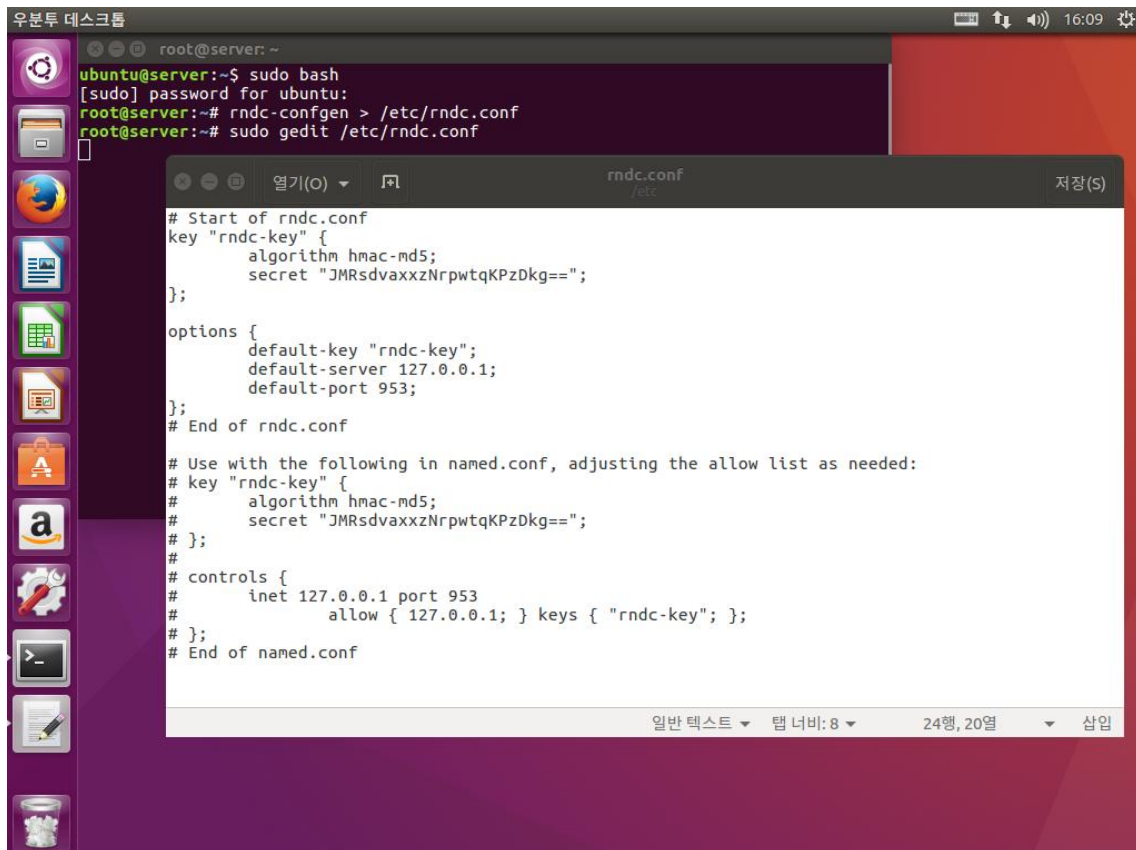 우분투 데스크톱
16:09
root@server: ~
ubuntu@server:~$ sudo bash
[sudo] password for ubuntu:
root@server:~# rndc-confgen > /etc/rndc.conf
root@server:~# sudo gedit /etc/rndc.conf
열기(O)
rndc.conf
/etc
저장(S)
# Start of rndc.conf
key "rndc-key" {
        algorithm hmac-md5;
        secret "JMRsdvaxxzNrpwtqKPzDkg==";
};

options {
        default-key "rndc-key";
        default-server 127.0.0.1;
        default-port 953;
};
# End of rndc.conf

# Use with the following in named.conf, adjusting the allow list as needed:
# key "rndc-key" {
#       algorithm hmac-md5;
#       secret "JMRsdvaxxzNrpwtqKPzDkg==";
# };
#
# controls {
#       inet 127.0.0.1 port 953
#               allow { 127.0.0.1; } keys { "rndc-key"; };
# };
# End of named.conf
일반 텍스트
탭 너비: 8
24행, 20열
삽입